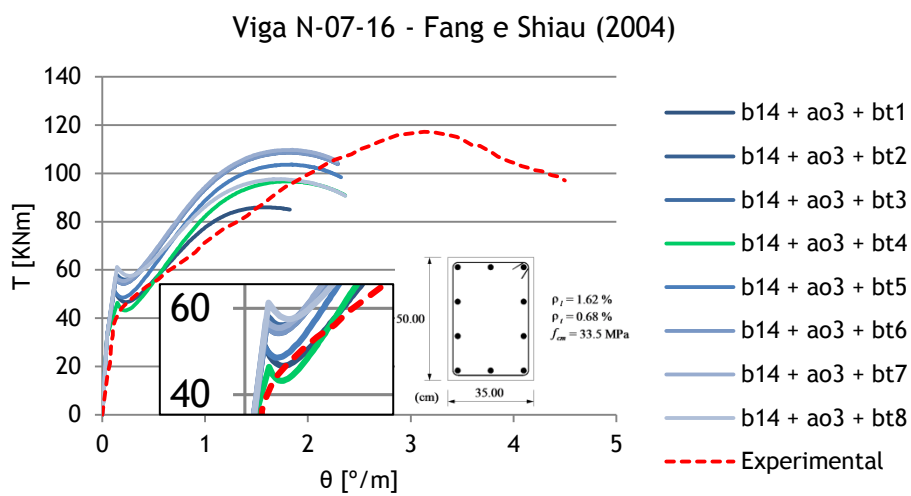 Viga N-07-16 - Fang e Shiau (2004)
T [KNm]
140
120
100
80
60
40
20
0
0 1 2 3 4 5
θ [º/m]
60
40
50.00
(cm)
35.00
ρl = 1.62 %
ρt = 0.68 %
fcm = 33.5 MPa
b14 + ao3 + bt1
b14 + ao3 + bt2
b14 + ao3 + bt3
b14 + ao3 + bt4
b14 + ao3 + bt5
b14 + ao3 + bt6
b14 + ao3 + bt7
b14 + ao3 + bt8
Experimental